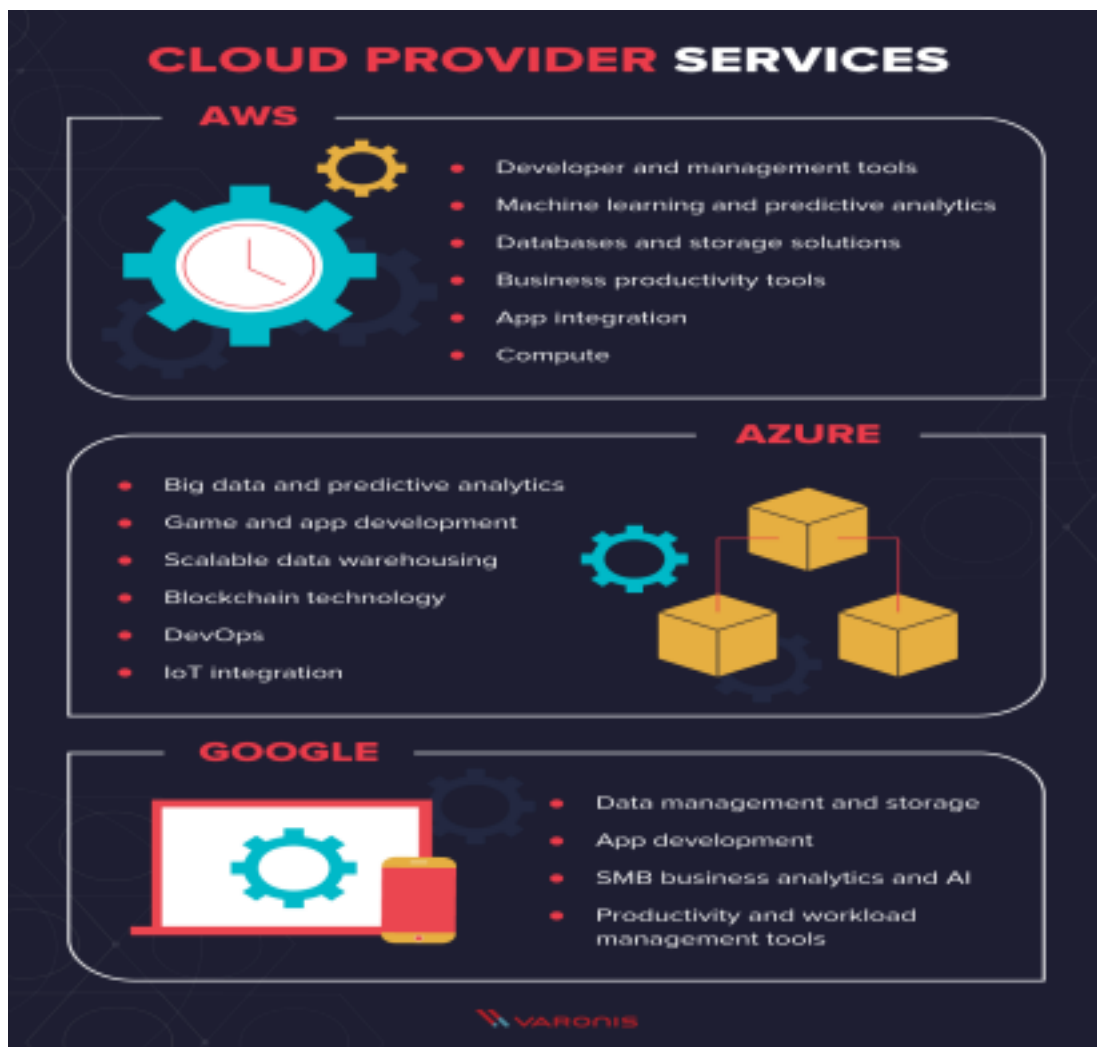 CLOUD PROVIDER SERVICES
AWS
Developer and management tools
Machine learning and predictive analytics
Databases and storage solutions
Business productivity tools
App integration
Compute
AZURE
Big data and predictive analytics
Game and app development
Scalable data warehousing
Blockchain technology
DevOps
IoT integration
GOOGLE
Data management and storage
App development
SMB business analytics and AI
Productivity and workload
management tools
VARONIS